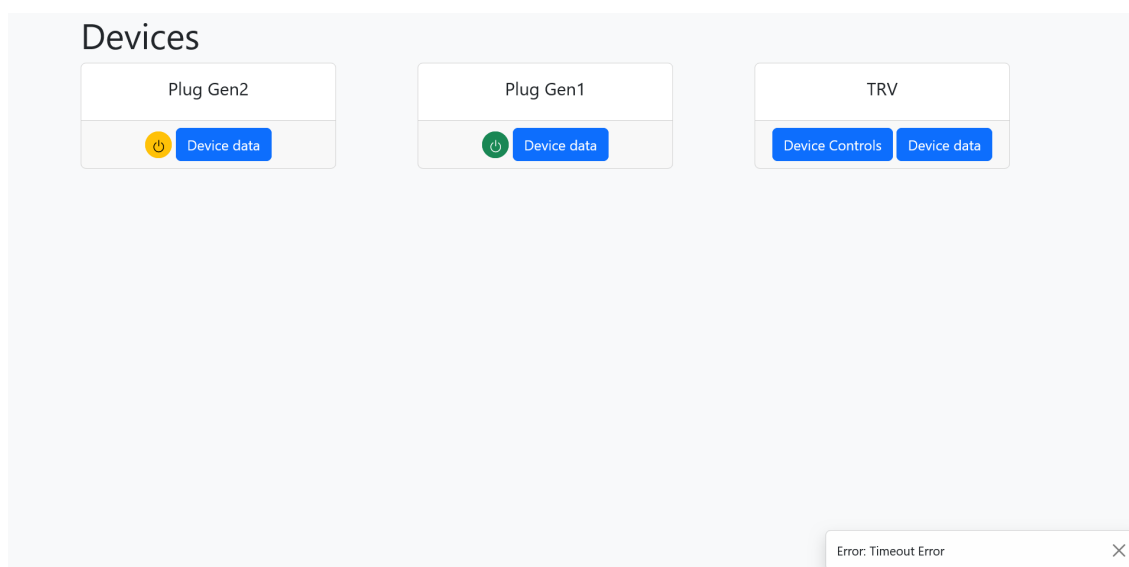 Devices
Plug Gen2
Device data
Plug Gen1
Device data
TRV
Device Controls
Device data
Error: Timeout Error